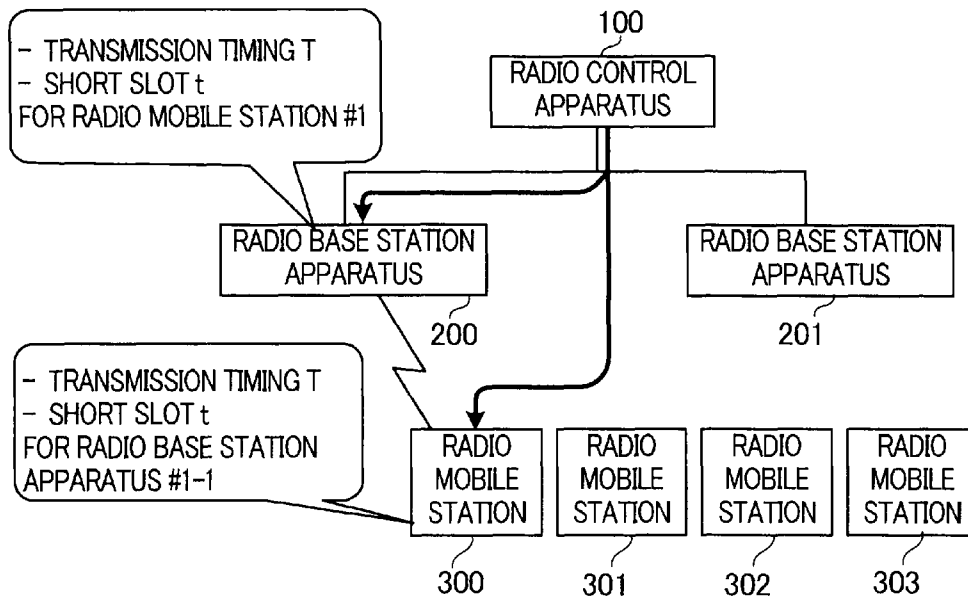 - TRANSMISSION TIMING T
- SHORT SLOT t
FOR RADIO MOBILE STATION #1
100
RADIO CONTROL
APPARATUS
RADIO BASE STATION
APPARATUS
200
RADIO BASE STATION
APPARATUS
201
- TRANSMISSION TIMING T
- SHORT SLOT t
FOR RADIO BASE STATION
APPARATUS #1-1
RADIO
MOBILE
STATION
300
RADIO
MOBILE
STATION
301
RADIO
MOBILE
STATION
302
RADIO
MOBILE
STATION
303